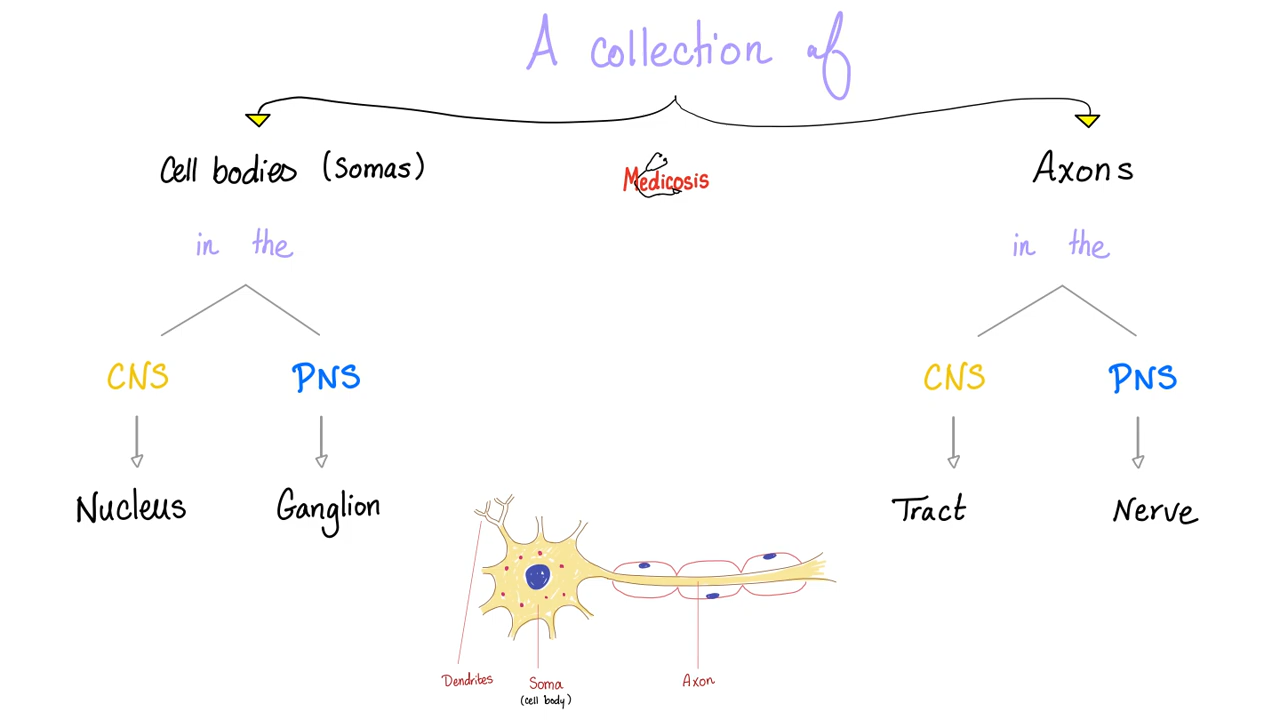 A collection of
Cell bodies (Somas)
Medicosis
Axons
in the
in the
CNS
PNS
CNS
PNS
Nucleus
Ganglion
Tract
Nerve
Dendrites
Soma
(cell body)
Axon